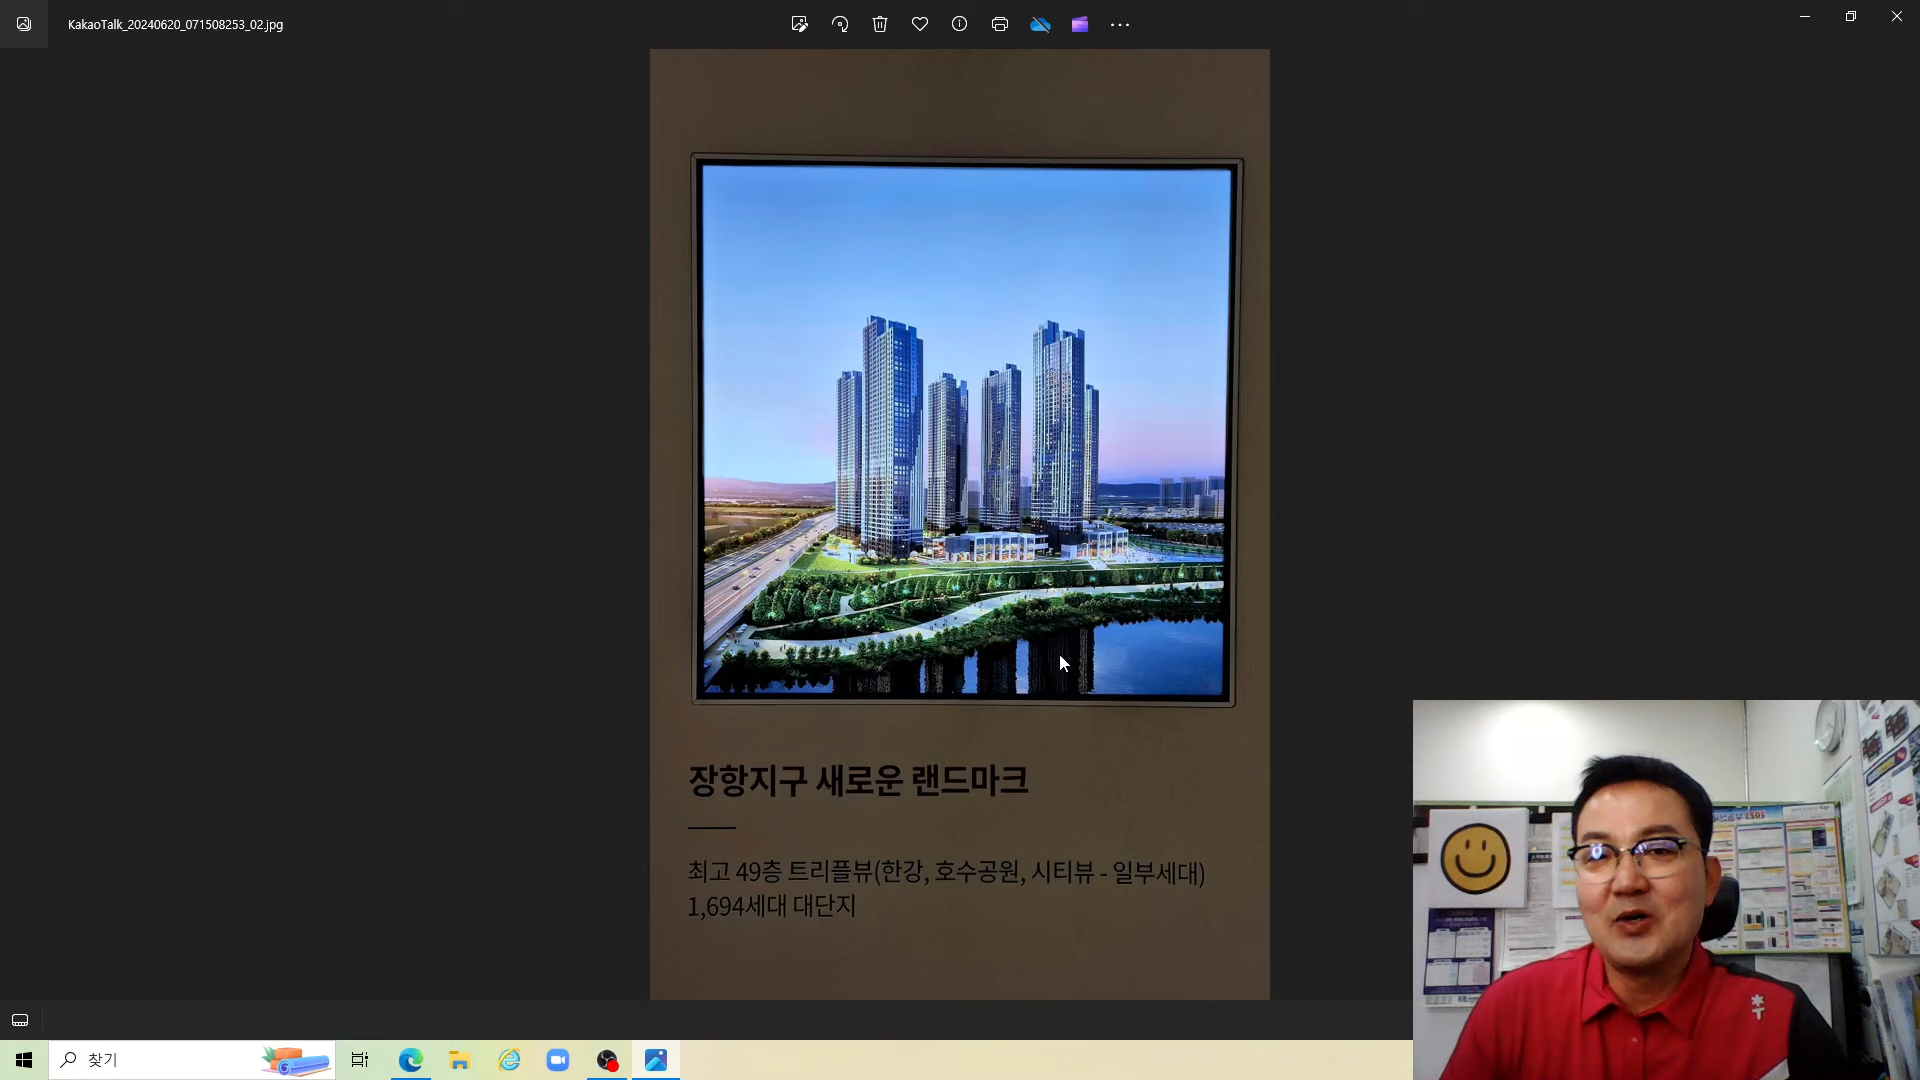 KakaoTalk_20240620_071508253_02.jpg
장항지구 새로운 랜드마크
최고 49층 트리플뷰(한강, 호수공원, 시티뷰 - 일부세대)
1,694세대 대단지
찾기